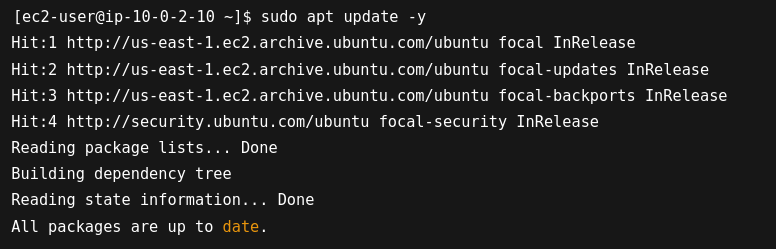 [ec2-user@ip-10-0-2-10 ~]$ sudo apt update -y
Hit:1 http://us-east-1.ec2.archive.ubuntu.com/ubuntu focal InRelease
Hit:2 http://us-east-1.ec2.archive.ubuntu.com/ubuntu focal-updates InRelease
Hit:3 http://us-east-1.ec2.archive.ubuntu.com/ubuntu focal-backports InRelease
Hit:4 http://security.ubuntu.com/ubuntu focal-security InRelease
Reading package lists... Done
Building dependency tree
Reading state information... Done
All packages are up to date.